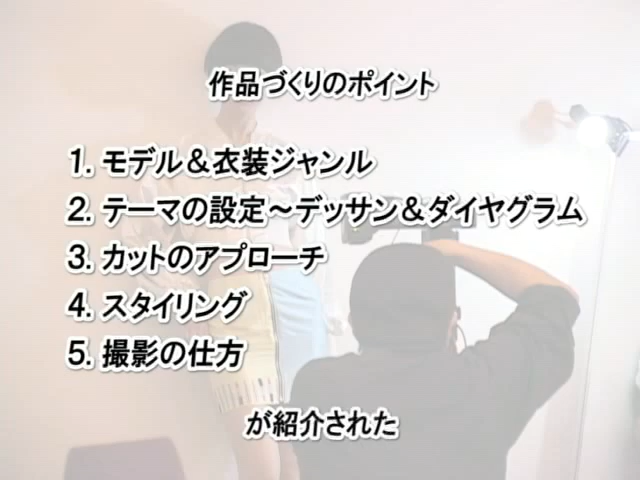 作品づくりのポイント
1. モデル＆衣装ジャンル
2. テーマの設定～デッサン＆ダイヤグラム
3. カットのアプローチ
4. スタイリング
5. 撮影の仕方
が紹介された